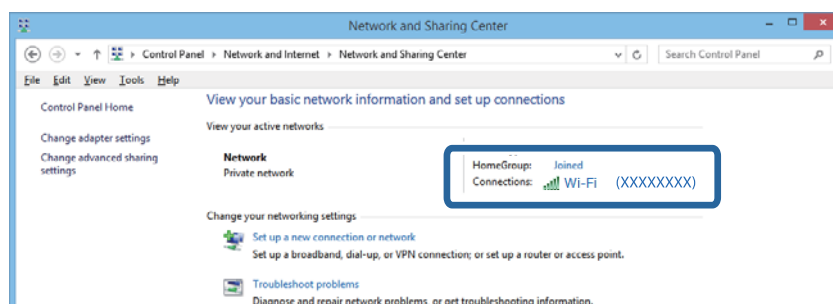 Network and Sharing Center
Control Panel Network and Internet Network and Sharing Center Search Control Panel
File Edit View Tools Help
Control Panel Home
Change adapter settings
Change advanced sharing
settings
View your basic network information and set up connections
View your active networks
Network
Private network
HomeGroup: Joined
Connections: Wi-Fi (XXXXXXXX)
Change your networking settings
Set up a new connection or network
Set up a broadband, dial-up, or VPN connection; or set up a router or access point.
Troubleshoot problems
Diagnose and repair network problems, or get troubleshooting information.